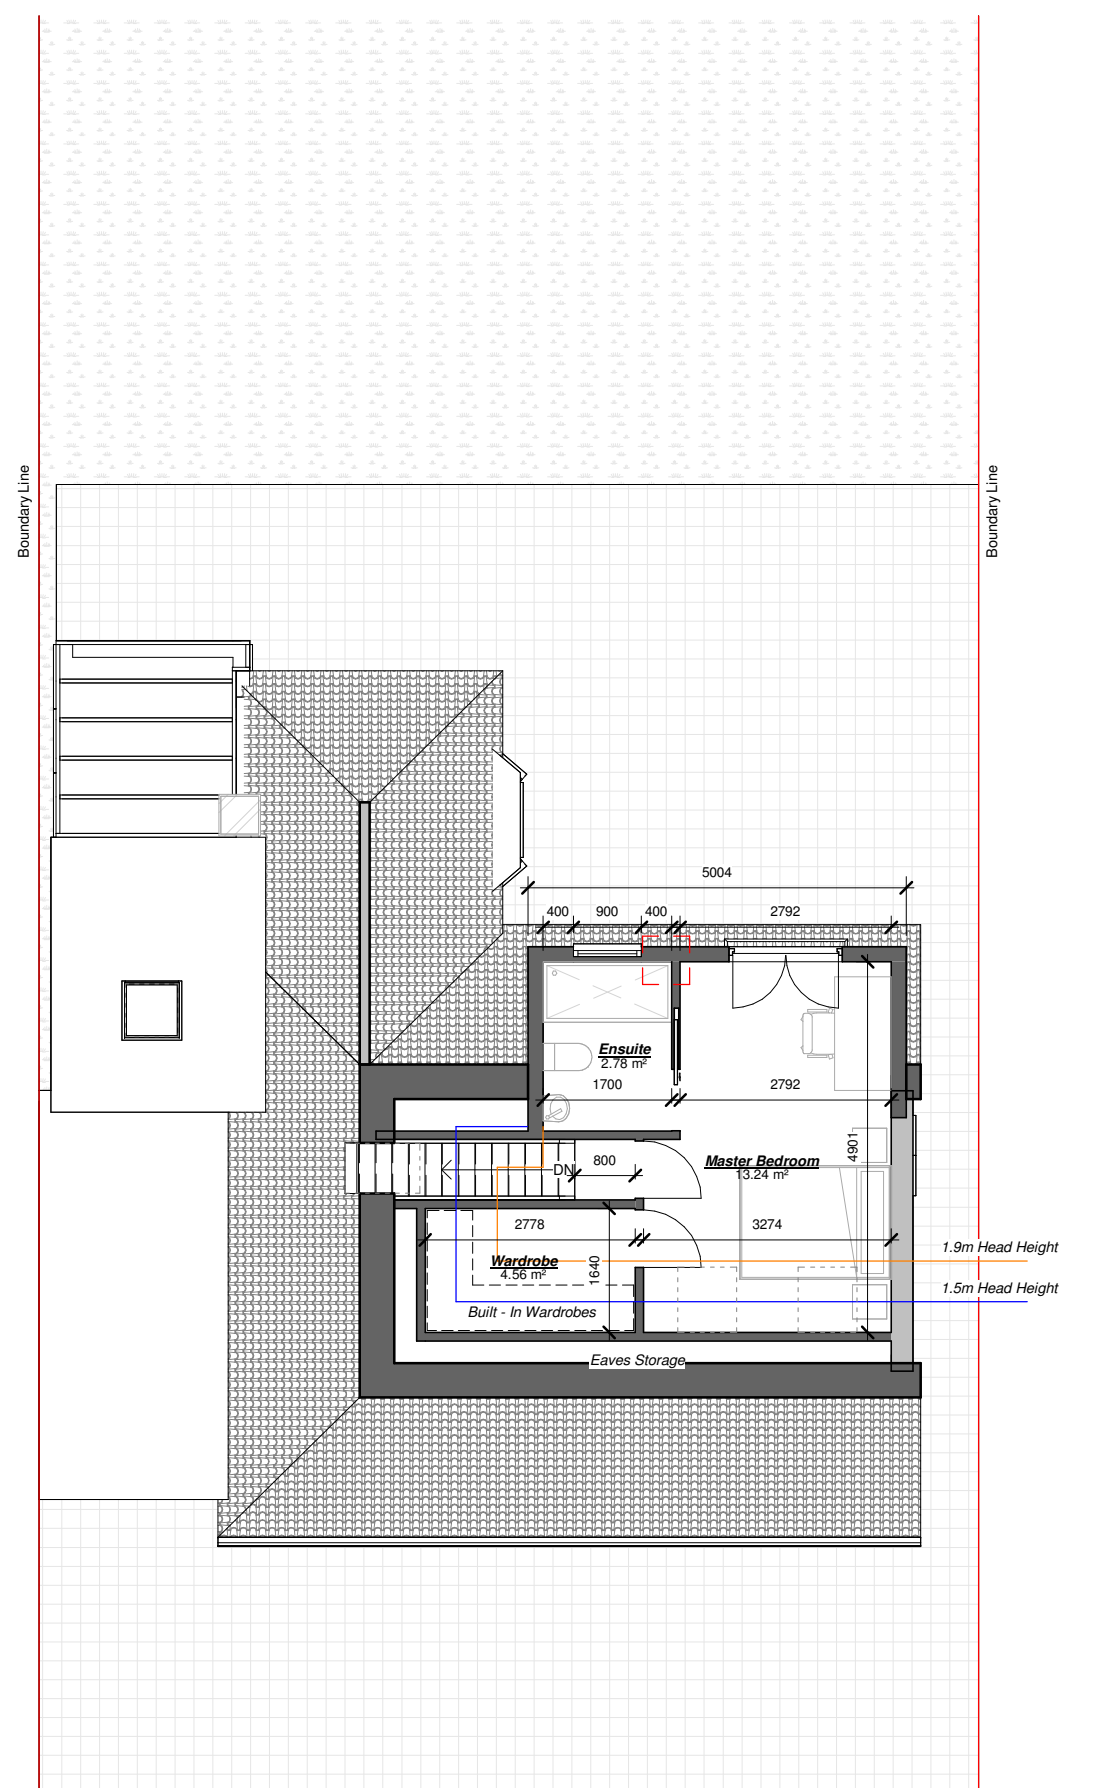 Boundary Line
Boundary Line
5004
400
900
400
2792
Ensuite
2.78 m²
1700
2792
4901
DN
800
Master Bedroom
13.24 m²
2778
3274
1640
Wardrobe
4.56 m²
Built - In Wardrobes
1.9m Head Height
1.5m Head Height
Eaves Storage